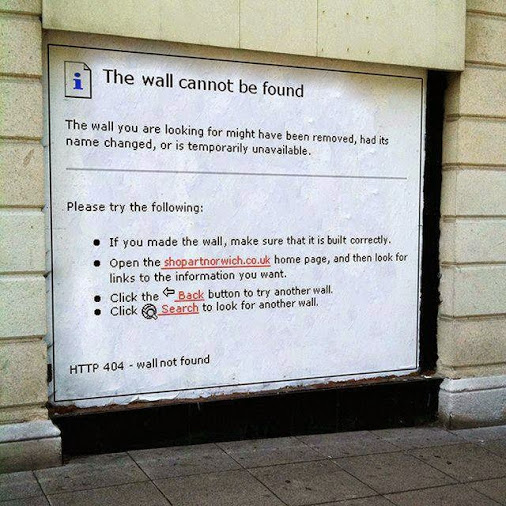 i The wall cannot be found
The wall you are looking for might have been removed, had its
name changed, or is temporarily unavailable.
Please try the following:
• If you made the wall, make sure that it is built correctly.
• Open the shopartnorwich.co.uk home page, and then look for
links to the information you want.
• Click the ⇦ Back button to try another wall.
• Click Search to look for another wall.
HTTP 404 - wall not found